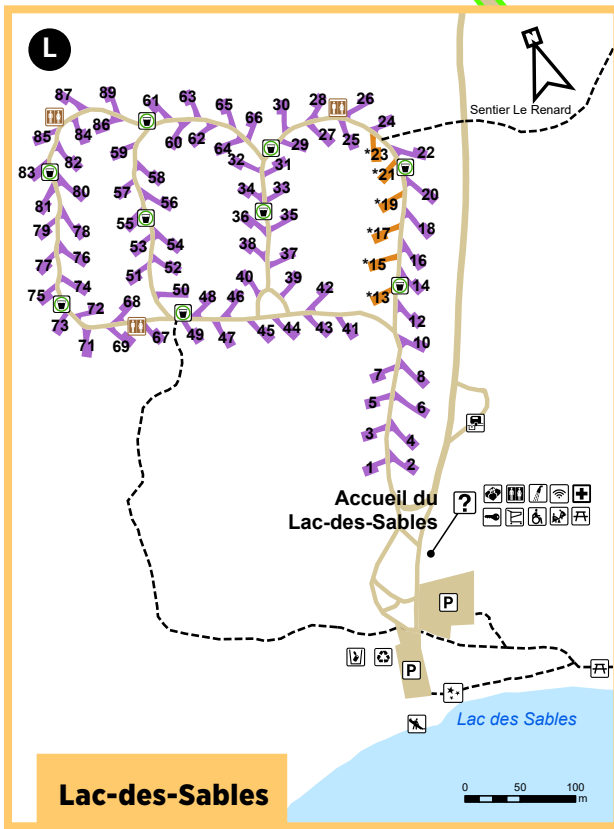 L
Sentier Le Renard
87 89 61 63 65 66 30 28 26 24
85 84 86 60 62 64 29 27 25 *23 22
83 82 59 58 32 31 *21
80 57 56 34 33 *19 20
81 79 78 55 36 35 *17 18
77 76 53 54 38 37 *15 16
75 74 51 52 40 39 42 *13 14
73 72 68 50 48 46 12
71 69 67 49 47 45 44 43 41 10
7 8
5 6
3 4
1 2
Accueil du
Lac-des-Sables
?
P
P
Lac des Sables
Lac-des-Sables
0 50 100
m